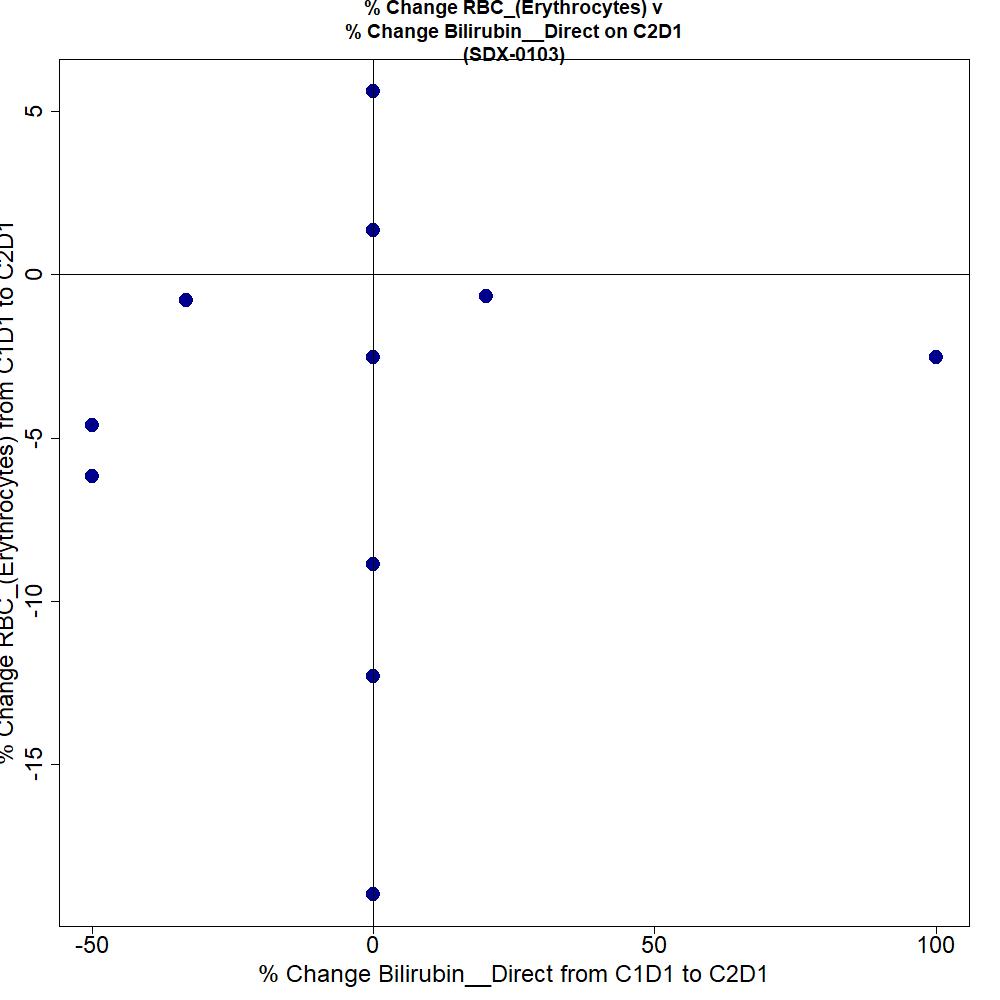 % Change RBC_(Erythrocytes) v
% Change Bilirubin__Direct on C2D1
(SDX-0103)
% Change RBC_(Erythrocytes) from C1D1 to C2D1
5
0
-5
-10
-15
-50
0
50
100
% Change Bilirubin__Direct from C1D1 to C2D1